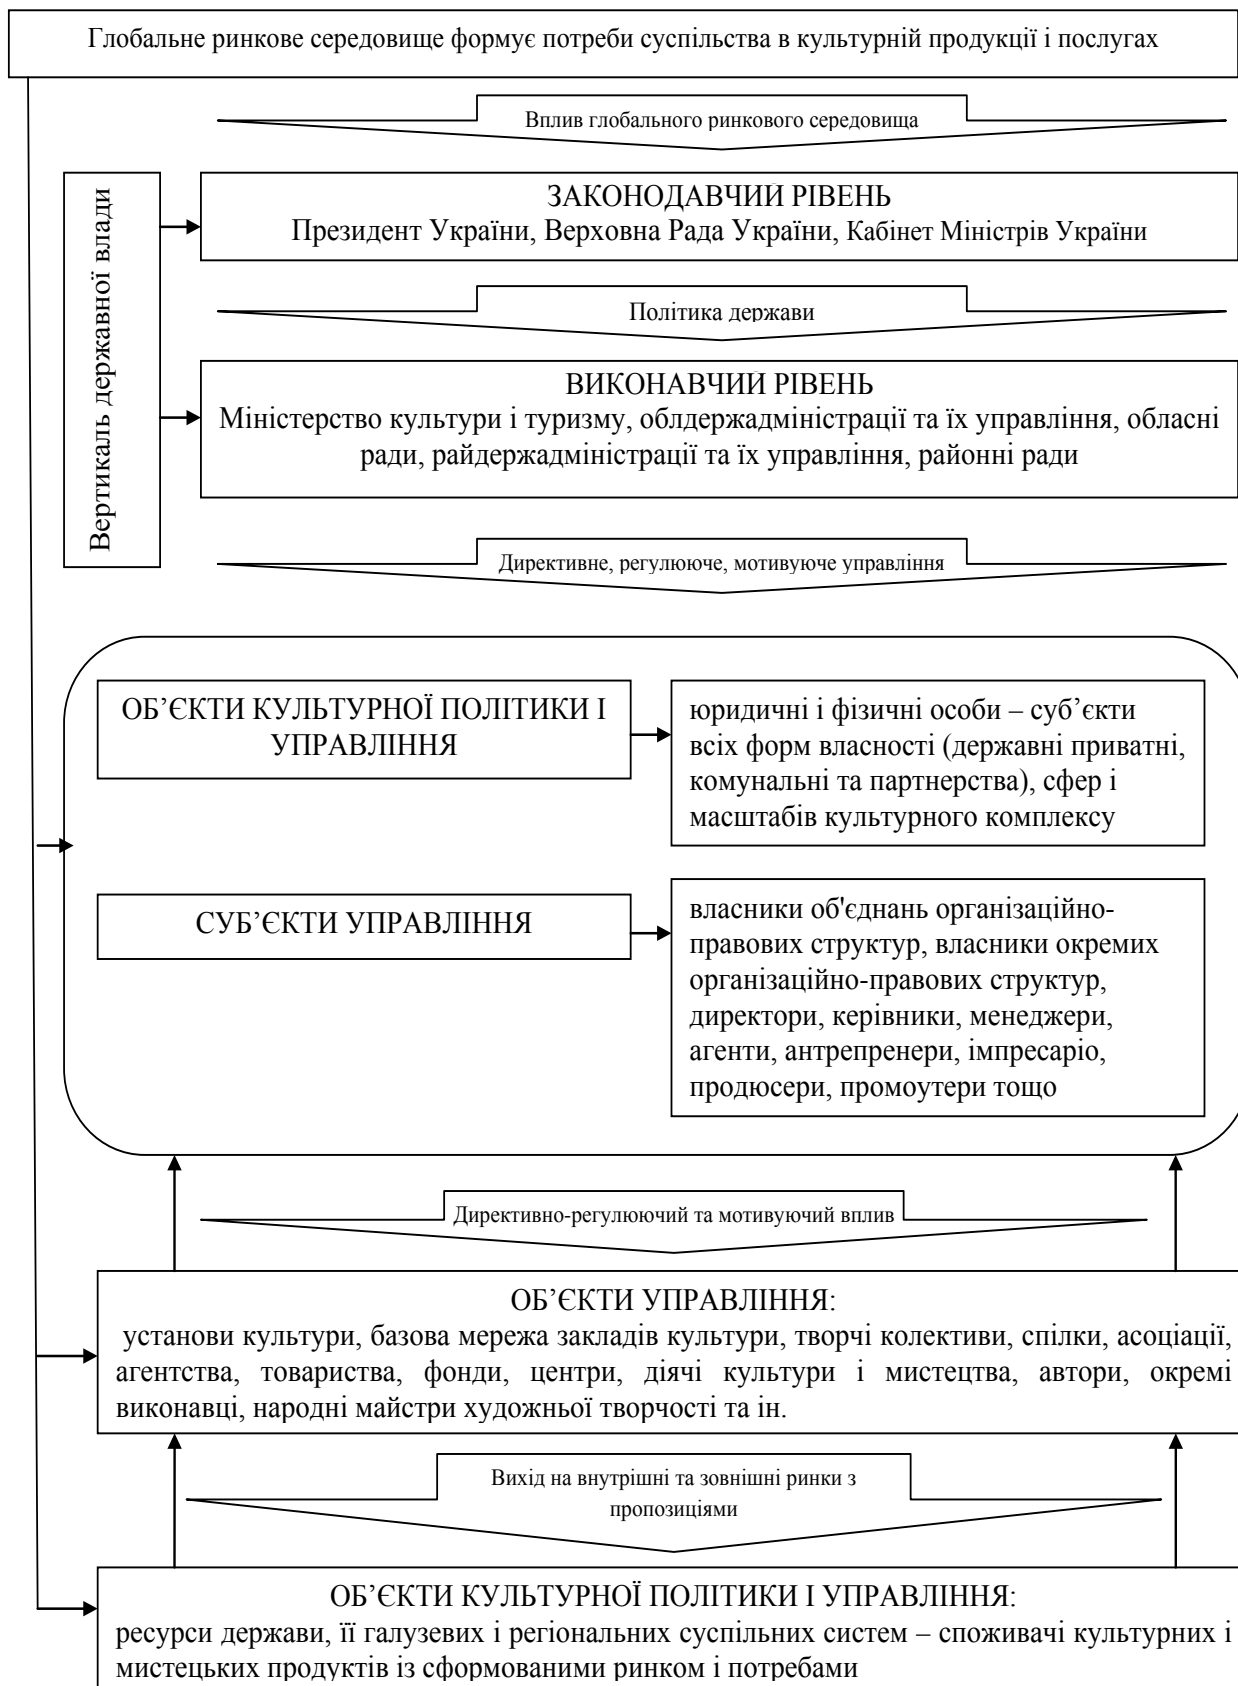 Глобальне ринкове середовище формує потреби суспільства в культурній продукції і послугах
Вплив глобального ринкового середовища
Вертикаль державної влади
ЗАКОНОДАВЧИЙ РІВЕНЬ
Президент України, Верховна Рада України, Кабінет Міністрів України
Політика держави
ВИКОНАВЧИЙ РІВЕНЬ
Міністерство культури і туризму, облдержадміністрації та їх управління, обласні
ради, райдержадміністрації та їх управління, районні ради
Директивне, регулююче, мотивуюче управління
ОБ’ЄКТИ КУЛЬТУРНОЇ ПОЛІТИКИ І
УПРАВЛІННЯ
юридичні і фізичні особи – суб’єкти
всіх форм власності (державні приватні,
комунальні та партнерства), сфер і
масштабів культурного комплексу
СУБ’ЄКТИ УПРАВЛІННЯ
власники об'єднань організаційно-
правових структур, власники окремих
організаційно-правових структур,
директори, керівники, менеджери,
агенти, антрепренери, імпресаріо,
продюсери, промоутери тощо
Директивно-регулюючий та мотивуючий вплив
ОБ’ЄКТИ УПРАВЛІННЯ:
установи культури, базова мережа закладів культури, творчі колективи, спілки, асоціації,
агентства, товариства, фонди, центри, діячі культури і мистецтва, автори, окремі
виконавці, народні майстри художньої творчості та ін.
Вихід на внутрішні та зовнішні ринки з
пропозиціями
ОБ’ЄКТИ КУЛЬТУРНОЇ ПОЛІТИКИ І УПРАВЛІННЯ:
ресурси держави, її галузевих і регіональних суспільних систем – споживачі культурних і
мистецьких продуктів із сформованими ринком і потребами